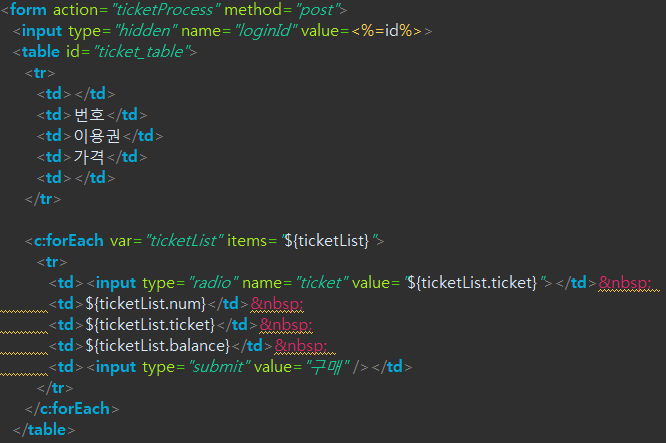 <form action="ticketProcess" method="post">
<input type="hidden" name="loginId" value=<%=id%>>
<table id="ticket_table">
<tr>
<td></td>
<td>번호</td>
<td>이용권</td>
<td>가격</td>
<td></td>
</tr>
<c:forEach var="ticketList" items="${ticketList}">
<tr>
<td><input type="radio" name="ticket" value="${ticketList.ticket}"></td>&nbsp;
<td>${ticketList.num}</td>&nbsp;
<td>${ticketList.ticket}</td>&nbsp;
<td>${ticketList.balance}</td>&nbsp;
<td><input type="submit" value="구매" /></td>
</tr>
</c:forEach>
</table>